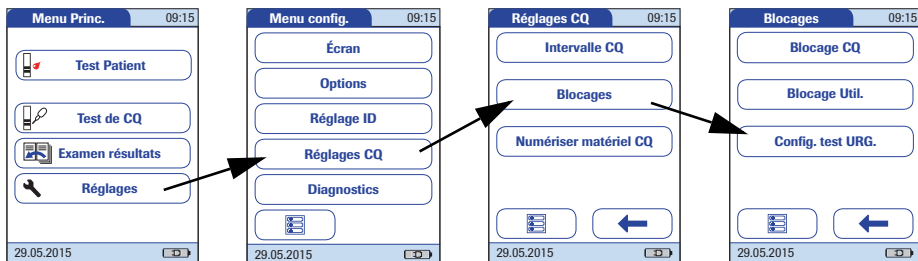 Menu Princ. 09:15
Test Patient
Test de CQ
Examen résultats
Réglages
29.05.2015
Menu config. 09:15
Écran
Options
Réglage ID
Réglages CQ
Diagnostics
29.05.2015
Réglages CQ 09:15
Intervalle CQ
Blocages
Numériser matériel CQ
29.05.2015
Blocages 09:15
Blocage CQ
Blocage Util.
Config. test URG.
29.05.2015